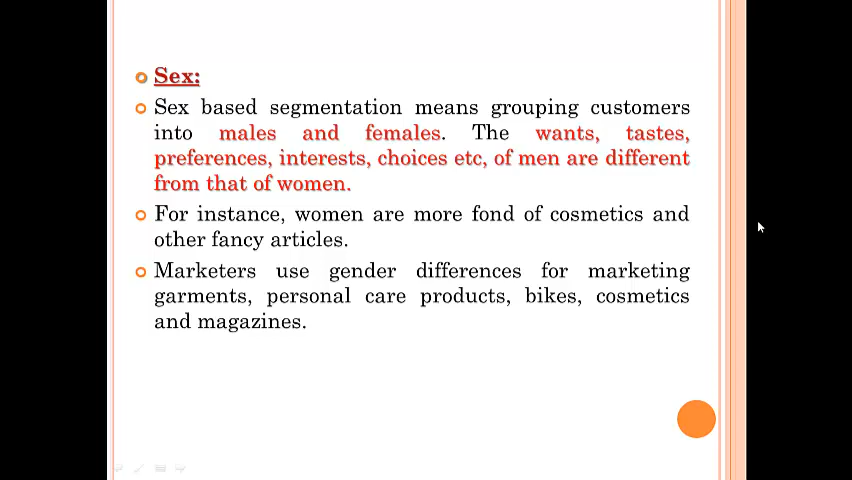 Sex:
Sex based segmentation means grouping customers
into males and females. The wants, tastes,
preferences, interests, choices etc, of men are different
from that of women.
For instance, women are more fond of cosmetics and
other fancy articles.
Marketers use gender differences for marketing
garments, personal care products, bikes, cosmetics
and magazines.